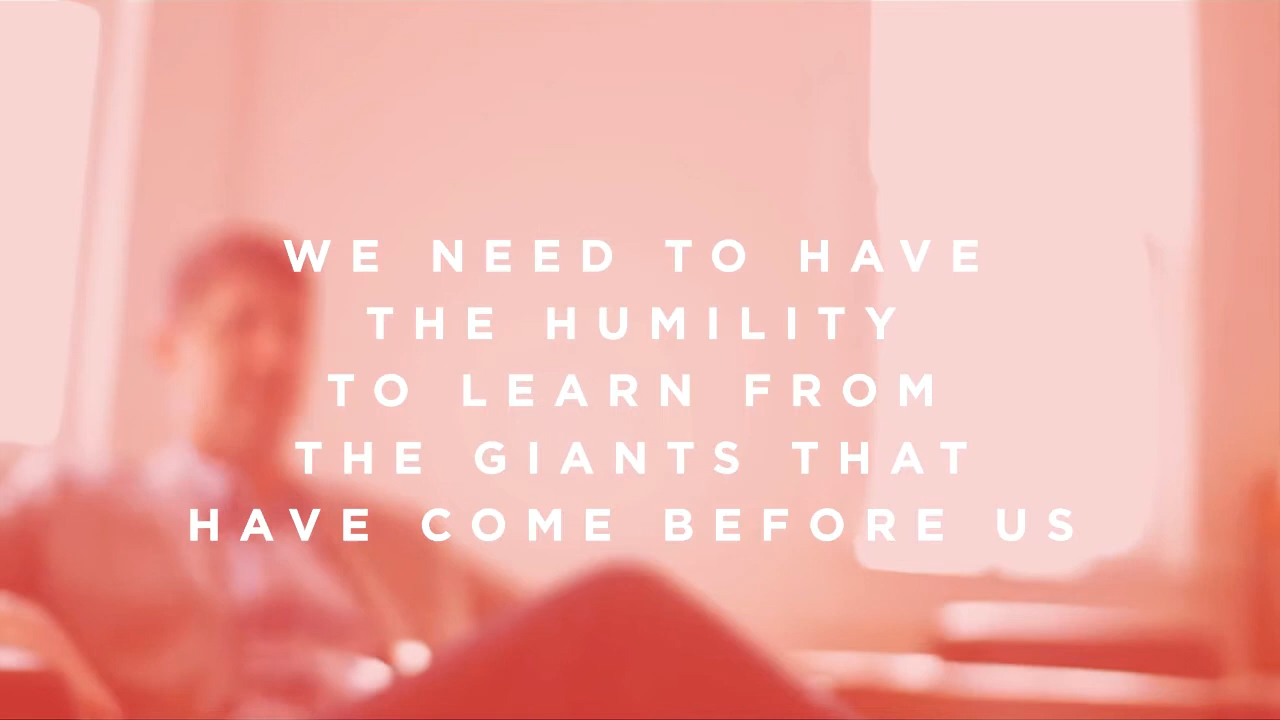 WE NEED TO HAVE
THE HUMILITY
TO LEARN FROM
THE GIANTS THAT
HAVE COME BEFORE US